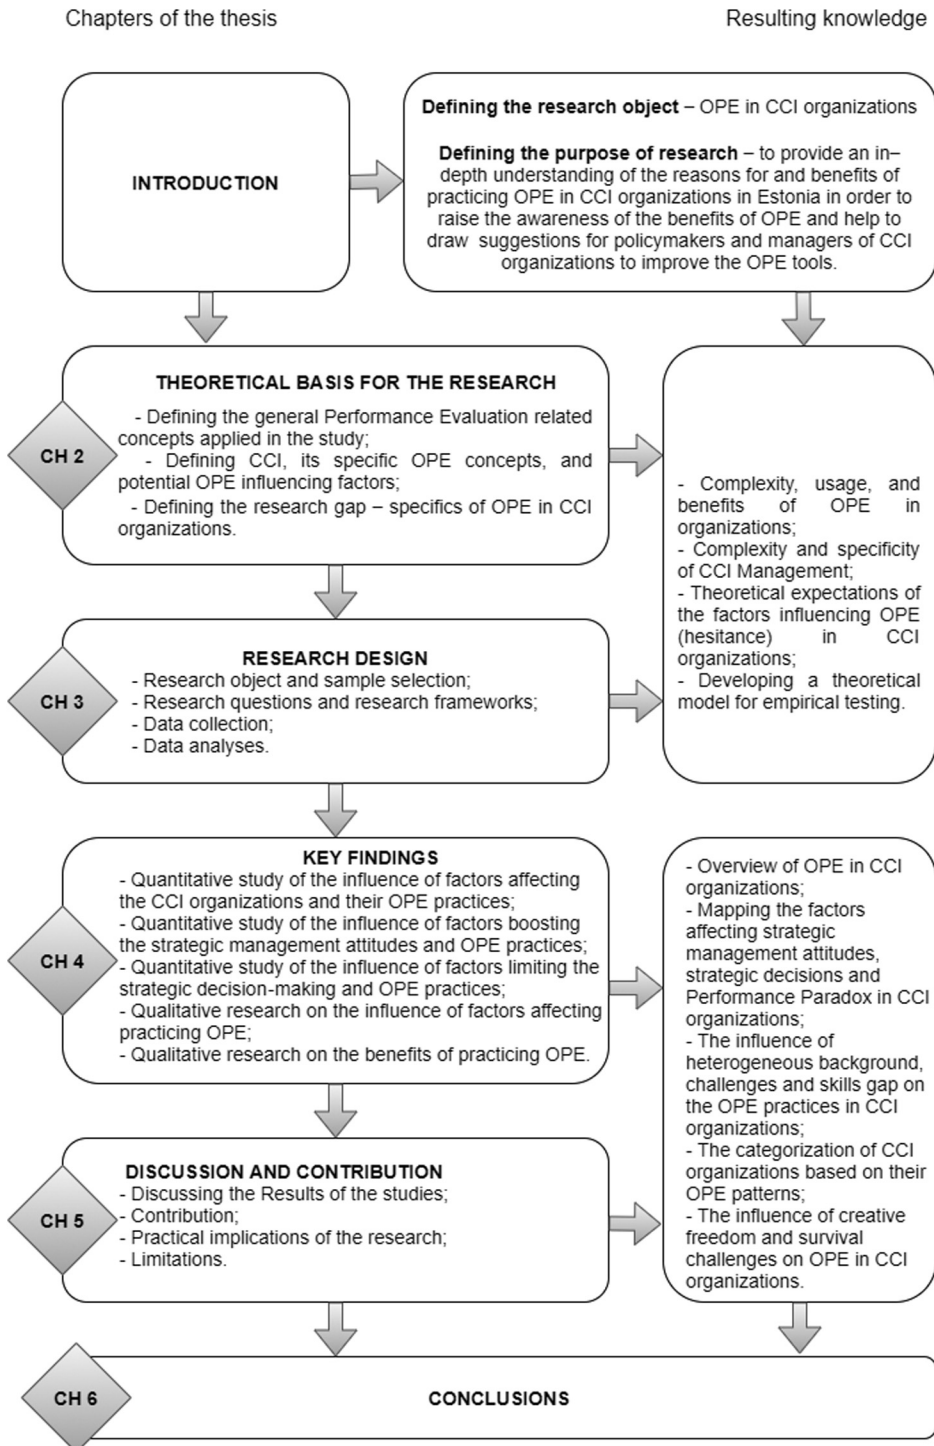 Chapters of the thesis
Resulting knowledge
INTRODUCTION
Defining the research object – OPE in CCI organizations
Defining the purpose of research – to provide an in–
depth understanding of the reasons for and benefits of
practicing OPE in CCI organizations in Estonia in order to
raise the awareness of the benefits of OPE and help to
draw suggestions for policymakers and managers of CCI
organizations to improve the OPE tools.
CH 2
THEORETICAL BASIS FOR THE RESEARCH
- Defining the general Performance Evaluation related
concepts applied in the study;
- Defining CCI, its specific OPE concepts, and
potential OPE influencing factors;
- Defining the research gap – specifics of OPE in CCI
organizations.
CH 3
RESEARCH DESIGN
- Research object and sample selection;
- Research questions and research frameworks;
- Data collection;
- Data analyses.
- Complexity, usage, and
benefits of OPE in
organizations;
- Complexity and specificity
of CCI Management;
- Theoretical expectations of
the factors influencing OPE
(hesitance) in CCI
organizations;
- Developing a theoretical
model for empirical testing.
CH 4
KEY FINDINGS
- Quantitative study of the influence of factors affecting
the CCI organizations and their OPE practices;
- Quantitative study of the influence of factors boosting
the strategic management attitudes and OPE practices;
- Quantitative study of the influence of factors limiting the
strategic decision-making and OPE practices;
- Qualitative research on the influence of factors affecting
practicing OPE;
- Qualitative research on the benefits of practicing OPE.
CH 5
DISCUSSION AND CONTRIBUTION
- Discussing the Results of the studies;
- Contribution;
- Practical implications of the research;
- Limitations.
- Overview of OPE in CCI
organizations;
- Mapping the factors
affecting strategic
management attitudes,
strategic decisions and
Performance Paradox in CCI
organizations;
- The influence of
heterogeneous background,
challenges and skills gap on
the OPE practices in CCI
organizations;
- The categorization of CCI
organizations based on their
OPE patterns;
- The influence of creative
freedom and survival
challenges on OPE in CCI
organizations.
CH 6
CONCLUSIONS